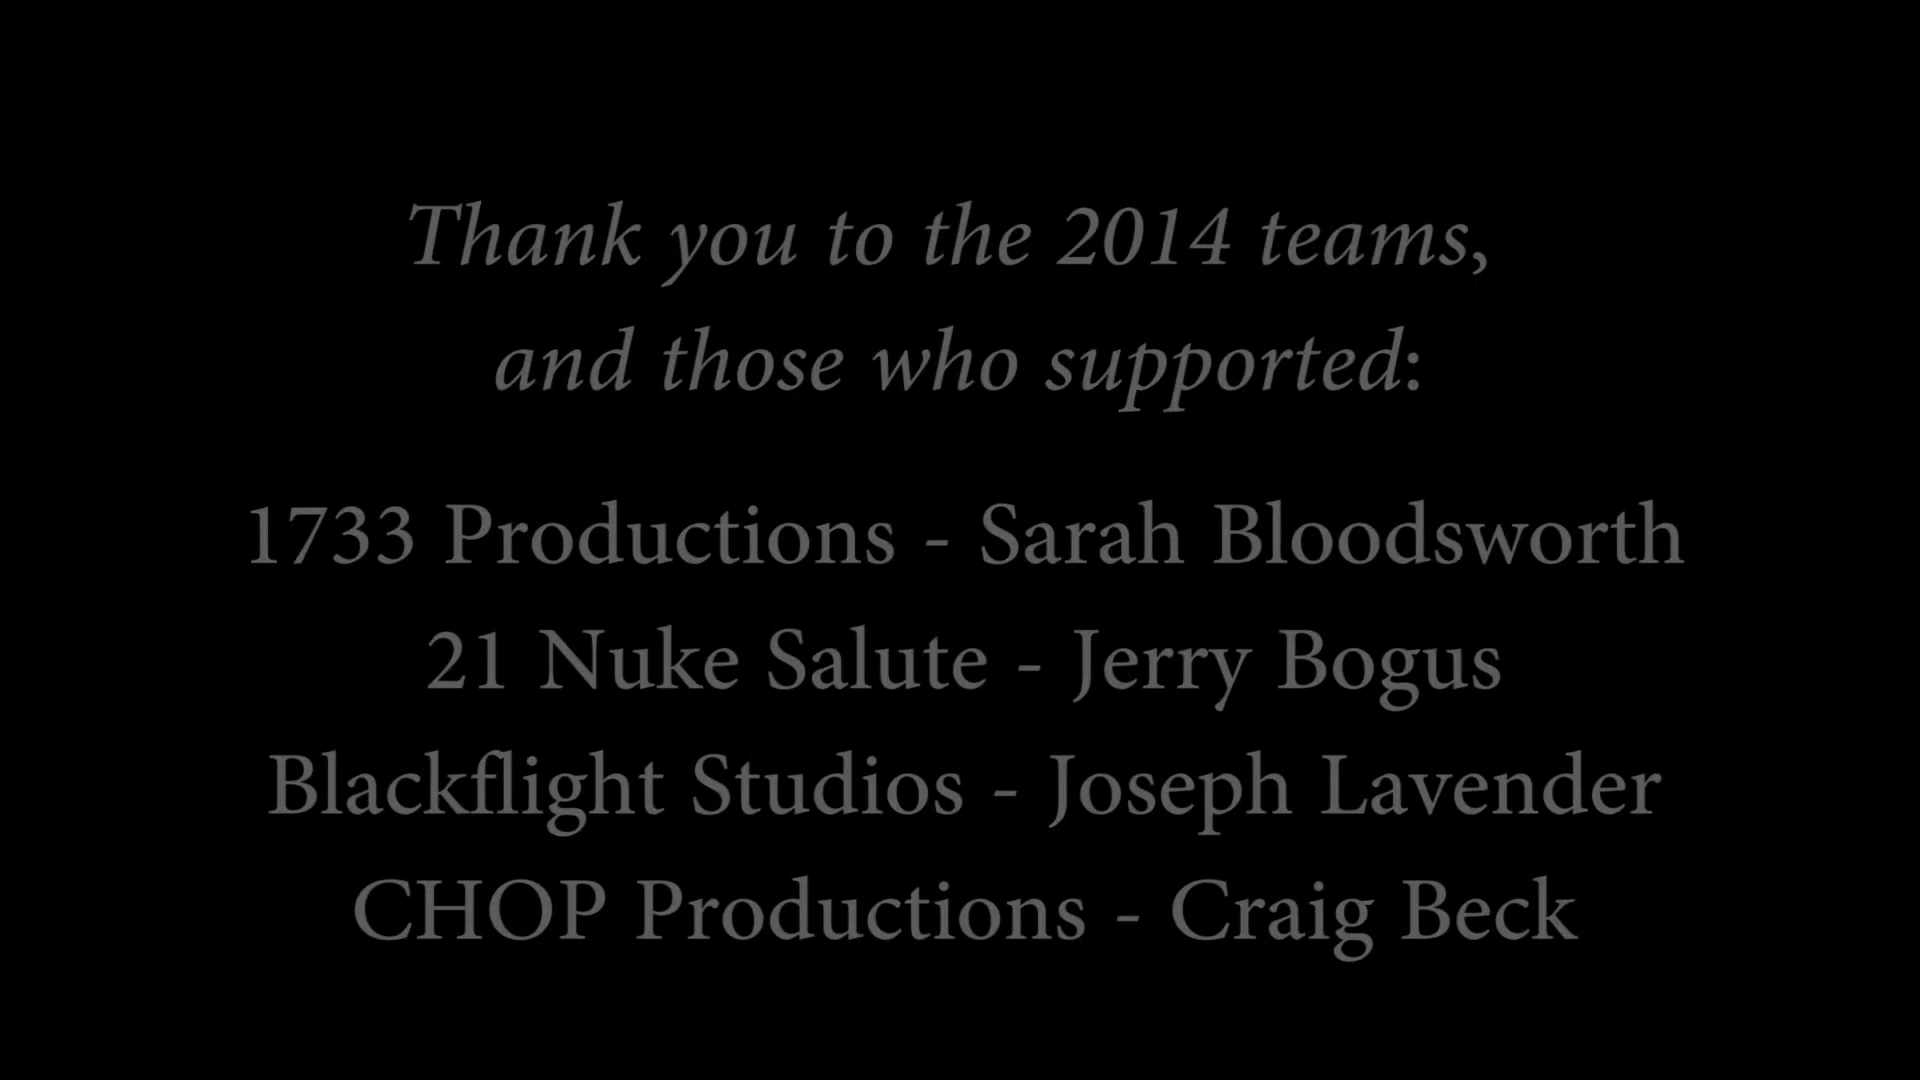 Thank you to the 2014 teams,
and those who supported:
1733 Productions - Sarah Bloodsworth
21 Nuke Salute - Jerry Bogus
Blackflight Studios - Joseph Lavender
CHOP Productions - Craig Beck